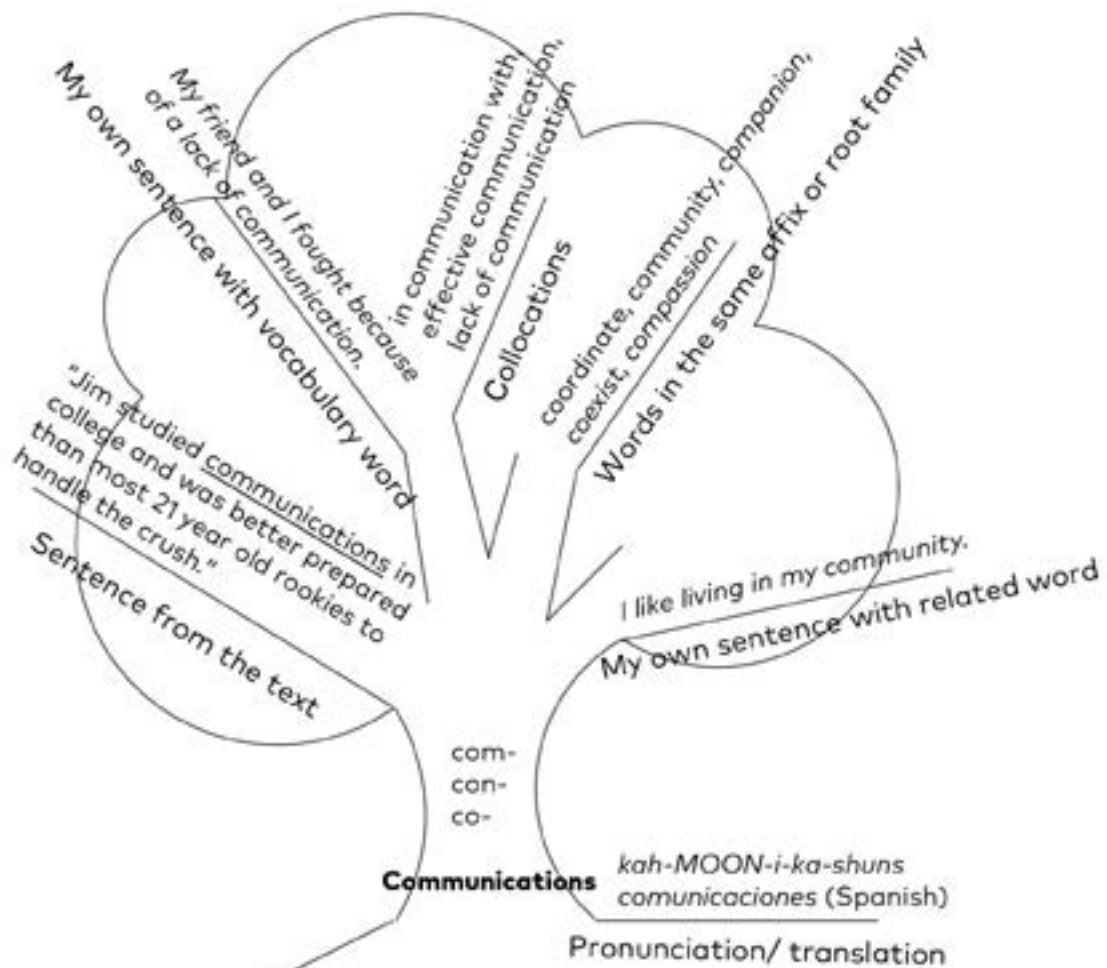 My friend and I fought because
of a lack of communication.
My own sentence with vocabulary word
in communication with,
effective communication,
lack of communication
Collocations
coordinate, community, companion,
coexist, compassion
Words in the same affix or root family
"Jim studied communications in
college and was better prepared
than most 21 year old rookies to
handle the crush."
Sentence from the text
I like living in my community.
My own sentence with related word
com-
con-
co-
Communications
kah-MOON-i-ka-shuns
comunicaciones (Spanish)
Pronunciation/ translation